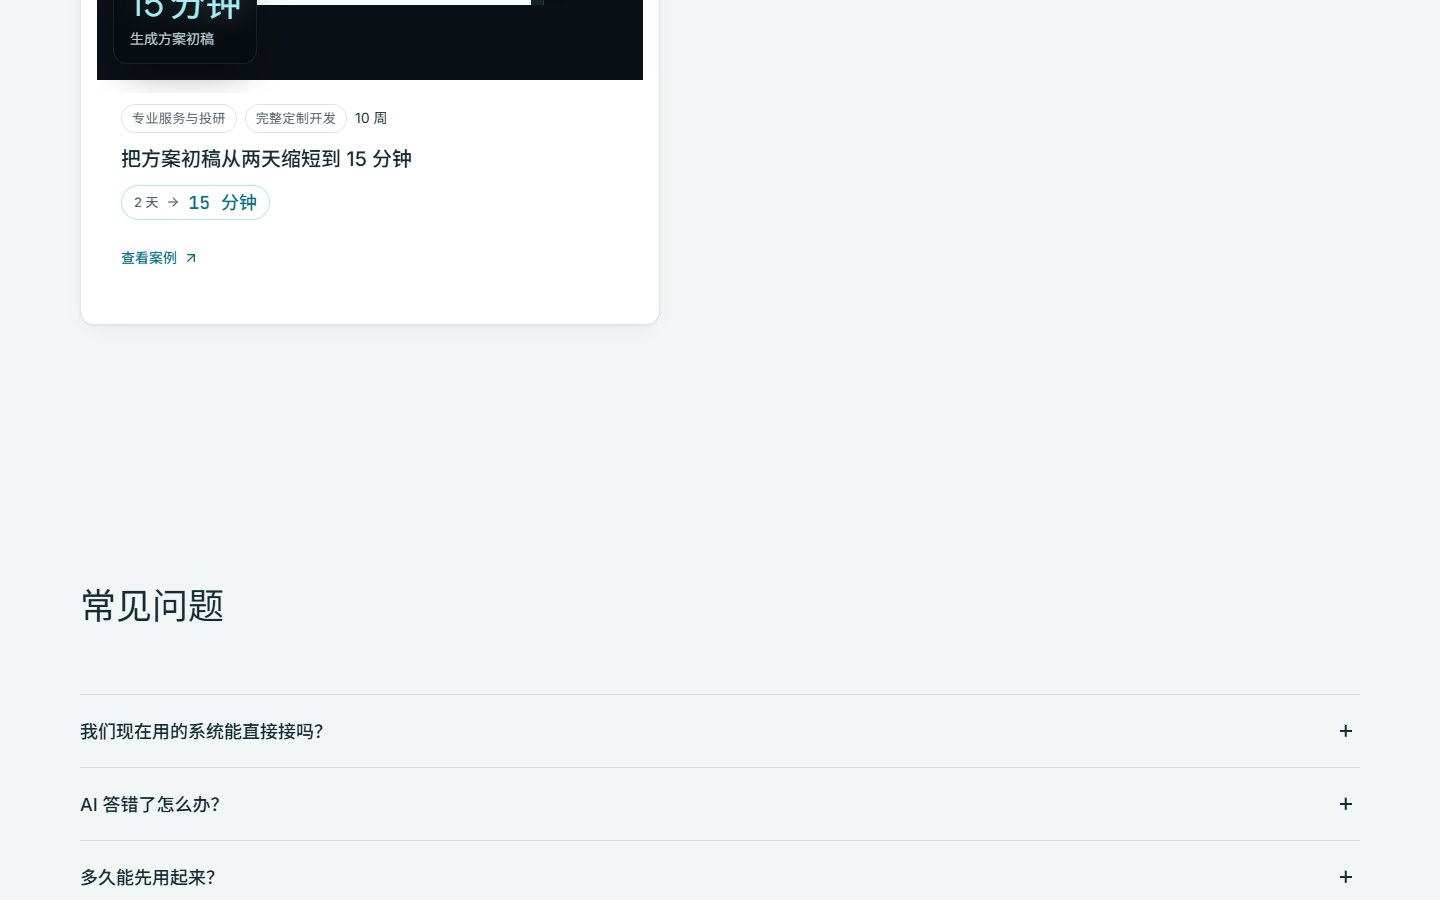 15 分钟
生成方案初稿
专业服务与投研 完整定制开发 10 周
把方案初稿从两天缩短到 15 分钟
2 天 → 15 分钟
查看案例 ↗
常见问题
我们现在用的系统能直接接吗？ +
AI 答错了怎么办？ +
多久能先用起来？ +